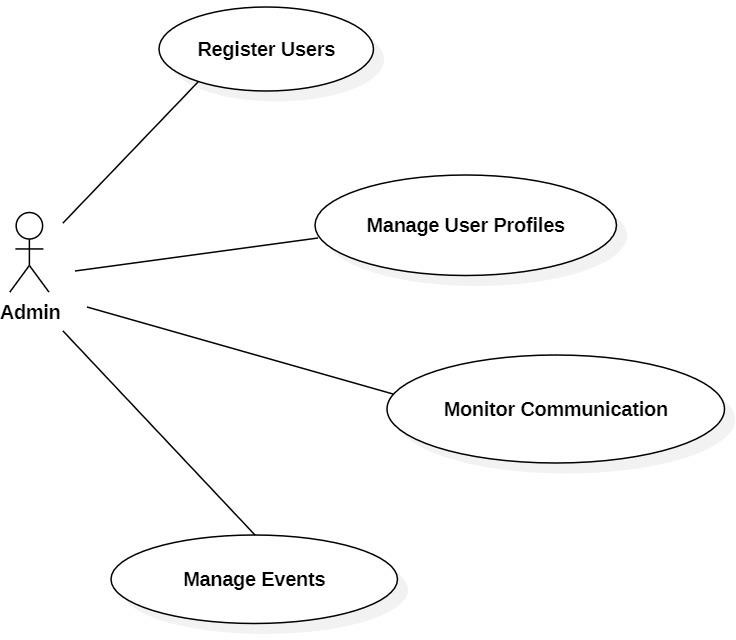 Register Users
Manage User Profiles
Admin
Monitor Communication
Manage Events